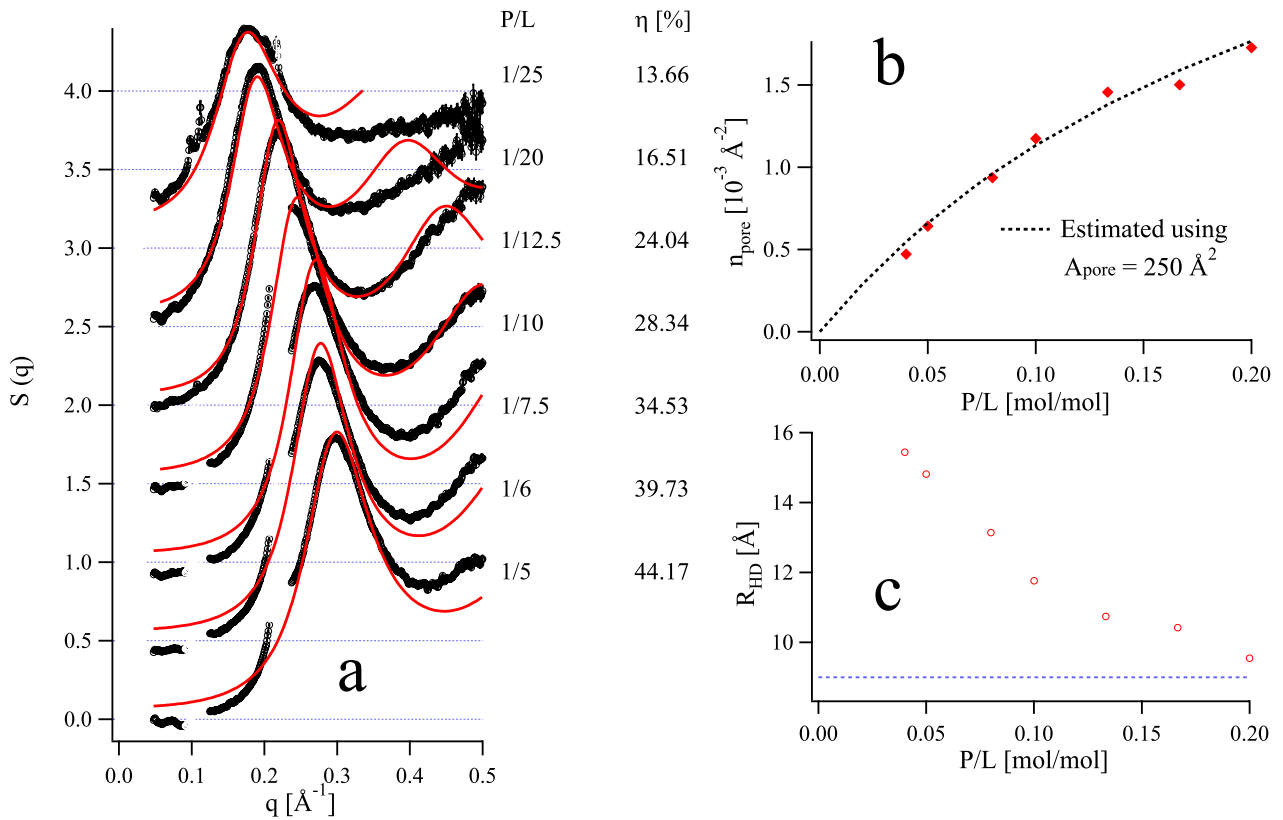 P/L η [%]
1/25 13.66
1/20 16.51
1/12.5 24.04
1/10 28.34
1/7.5 34.53
1/6 39.73
1/5 44.17
S (q)
4.0
3.5
3.0
2.5
2.0
1.5
1.0
0.5
0.0
0.0 0.1 0.2 0.3 0.4 0.5
q [Å⁻¹]
a
b
n_pore [10⁻³ Å⁻²]
1.5
1.0
0.5
0.0
Estimated using
Apore = 250 Å²
0.00 0.05 0.10 0.15 0.20
P/L [mol/mol]
c
R_HD [Å]
16
14
12
10
0.00 0.05 0.10 0.15 0.20
P/L [mol/mol]